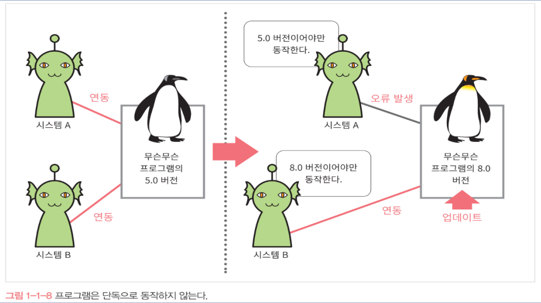 연동
시스템 A
무슨무슨
프로그램의
5.0 버전
연동
시스템 B
5.0 버전이어야만
동작한다.
오류 발생
시스템 A
8.0 버전이어야만
동작한다.
무슨무슨
프로그램의 8.0
버전
연동
업데이트
시스템 B
그림 1-1-8 프로그램은 단독으로 동작하지 않는다.